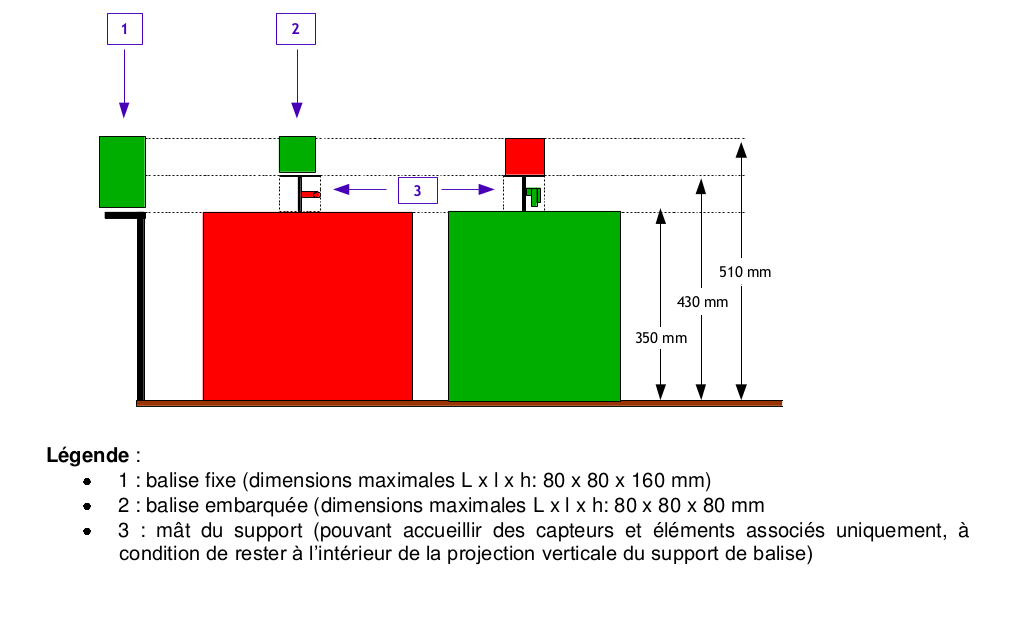 1
2
3
510 mm
430 mm
350 mm
Légende :
• 1 : balise fixe (dimensions maximales L x l x h: 80 x 80 x 160 mm)
• 2 : balise embarquée (dimensions maximales L x l x h: 80 x 80 x 80 mm
• 3 : mât du support (pouvant accueillir des capteurs et éléments associés uniquement, à
condition de rester à l'intérieur de la projection verticale du support de balise)